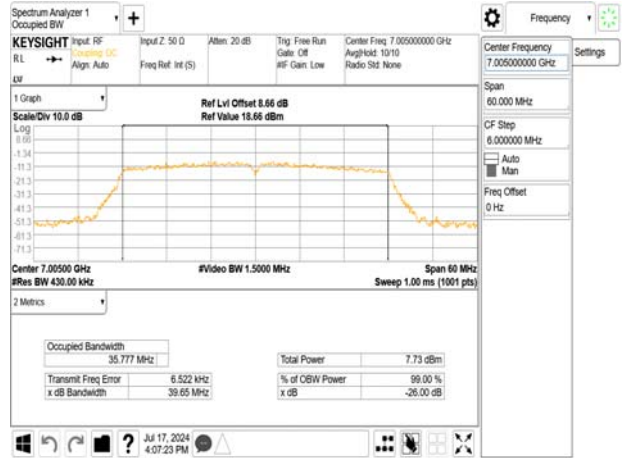 Spectrum Analyzer 1
Occupied BW
Frequency
KEYSIGHT
Input: RF
Coupling: DC
Align: Auto
Input Z: 50 Ω
Freq Ref: Int (S)
Atten: 20 dB
Trig: Free Run
Gate: Off
#IF Gain: Low
Center Freq: 7.005000000 GHz
Avg|Hold: 10/10
Radio Std: None
RL
Center Frequency
7.005000000 GHz
Settings
Span
60.000 MHz
CF Step
6.000000 MHz
Auto
Man
Freq Offset
0 Hz
1 Graph
Scale/Div 10.0 dB
Ref Lvl Offset 8.66 dB
Ref Value 18.66 dBm
Log
8.66
-1.34
-11.3
-21.3
-31.3
-41.3
-51.3
-61.3
-71.3
Center 7.00500 GHz
#Res BW 430.00 kHz
#Video BW 1.5000 MHz
Span 60 MHz
Sweep 1.00 ms (1001 pts)
2 Metrics
Occupied Bandwidth
35.777 MHz
Transmit Freq Error 6.522 kHz
x dB Bandwidth 39.65 MHz
Total Power 7.73 dBm
% of OBW Power 99.00 %
x dB -26.00 dB
Jul 17, 2024
4:07:23 PM